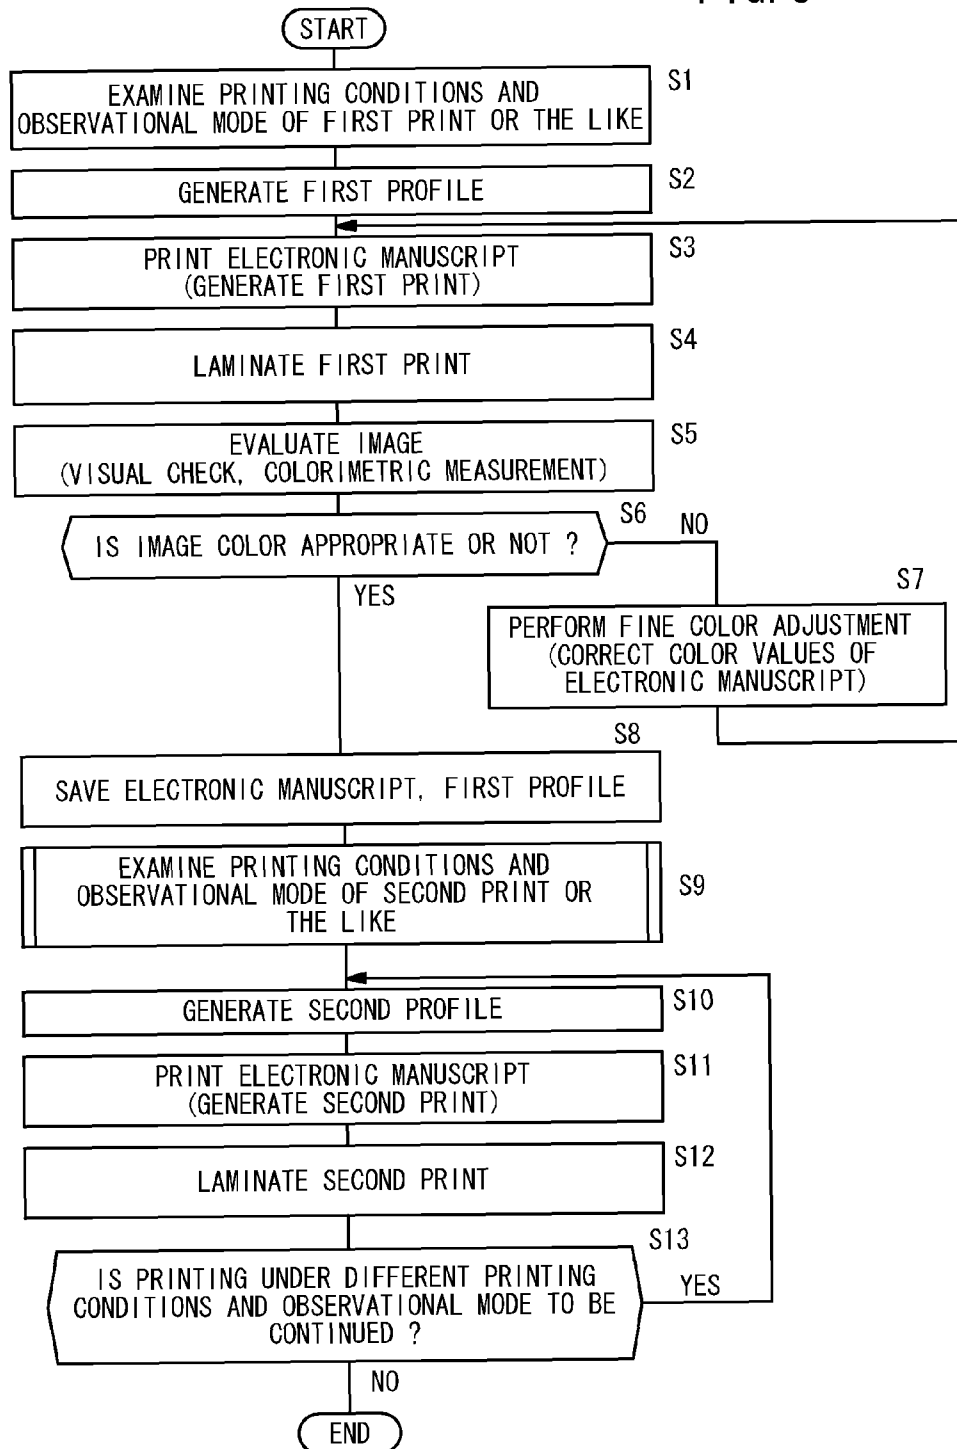 START
EXAMINE PRINTING CONDITIONS AND
OBSERVATIONAL MODE OF FIRST PRINT OR THE LIKE
S1
GENERATE FIRST PROFILE
S2
PRINT ELECTRONIC MANUSCRIPT
(GENERATE FIRST PRINT)
S3
LAMINATE FIRST PRINT
S4
EVALUATE IMAGE
(VISUAL CHECK, COLORIMETRIC MEASUREMENT)
S5
IS IMAGE COLOR APPROPRIATE OR NOT ?
S6
NO
YES
S7
PERFORM FINE COLOR ADJUSTMENT
(CORRECT COLOR VALUES OF
ELECTRONIC MANUSCRIPT)
S8
SAVE ELECTRONIC MANUSCRIPT, FIRST PROFILE
EXAMINE PRINTING CONDITIONS AND
OBSERVATIONAL MODE OF SECOND PRINT OR
THE LIKE
S9
GENERATE SECOND PROFILE
S10
PRINT ELECTRONIC MANUSCRIPT
(GENERATE SECOND PRINT)
S11
LAMINATE SECOND PRINT
S12
S13
IS PRINTING UNDER DIFFERENT PRINTING
CONDITIONS AND OBSERVATIONAL MODE TO BE
CONTINUED ?
YES
NO
END